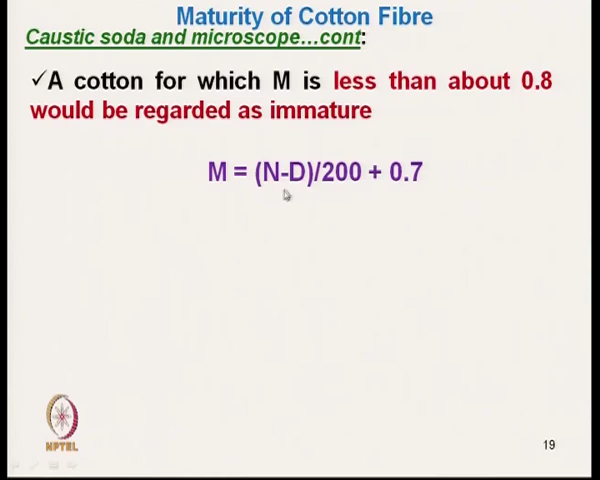 Maturity of Cotton Fibre
Caustic soda and microscope...cont:
✓A cotton for which M is less than about 0.8
would be regarded as immature
M = (N-D)/200 + 0.7
NPTEL
19